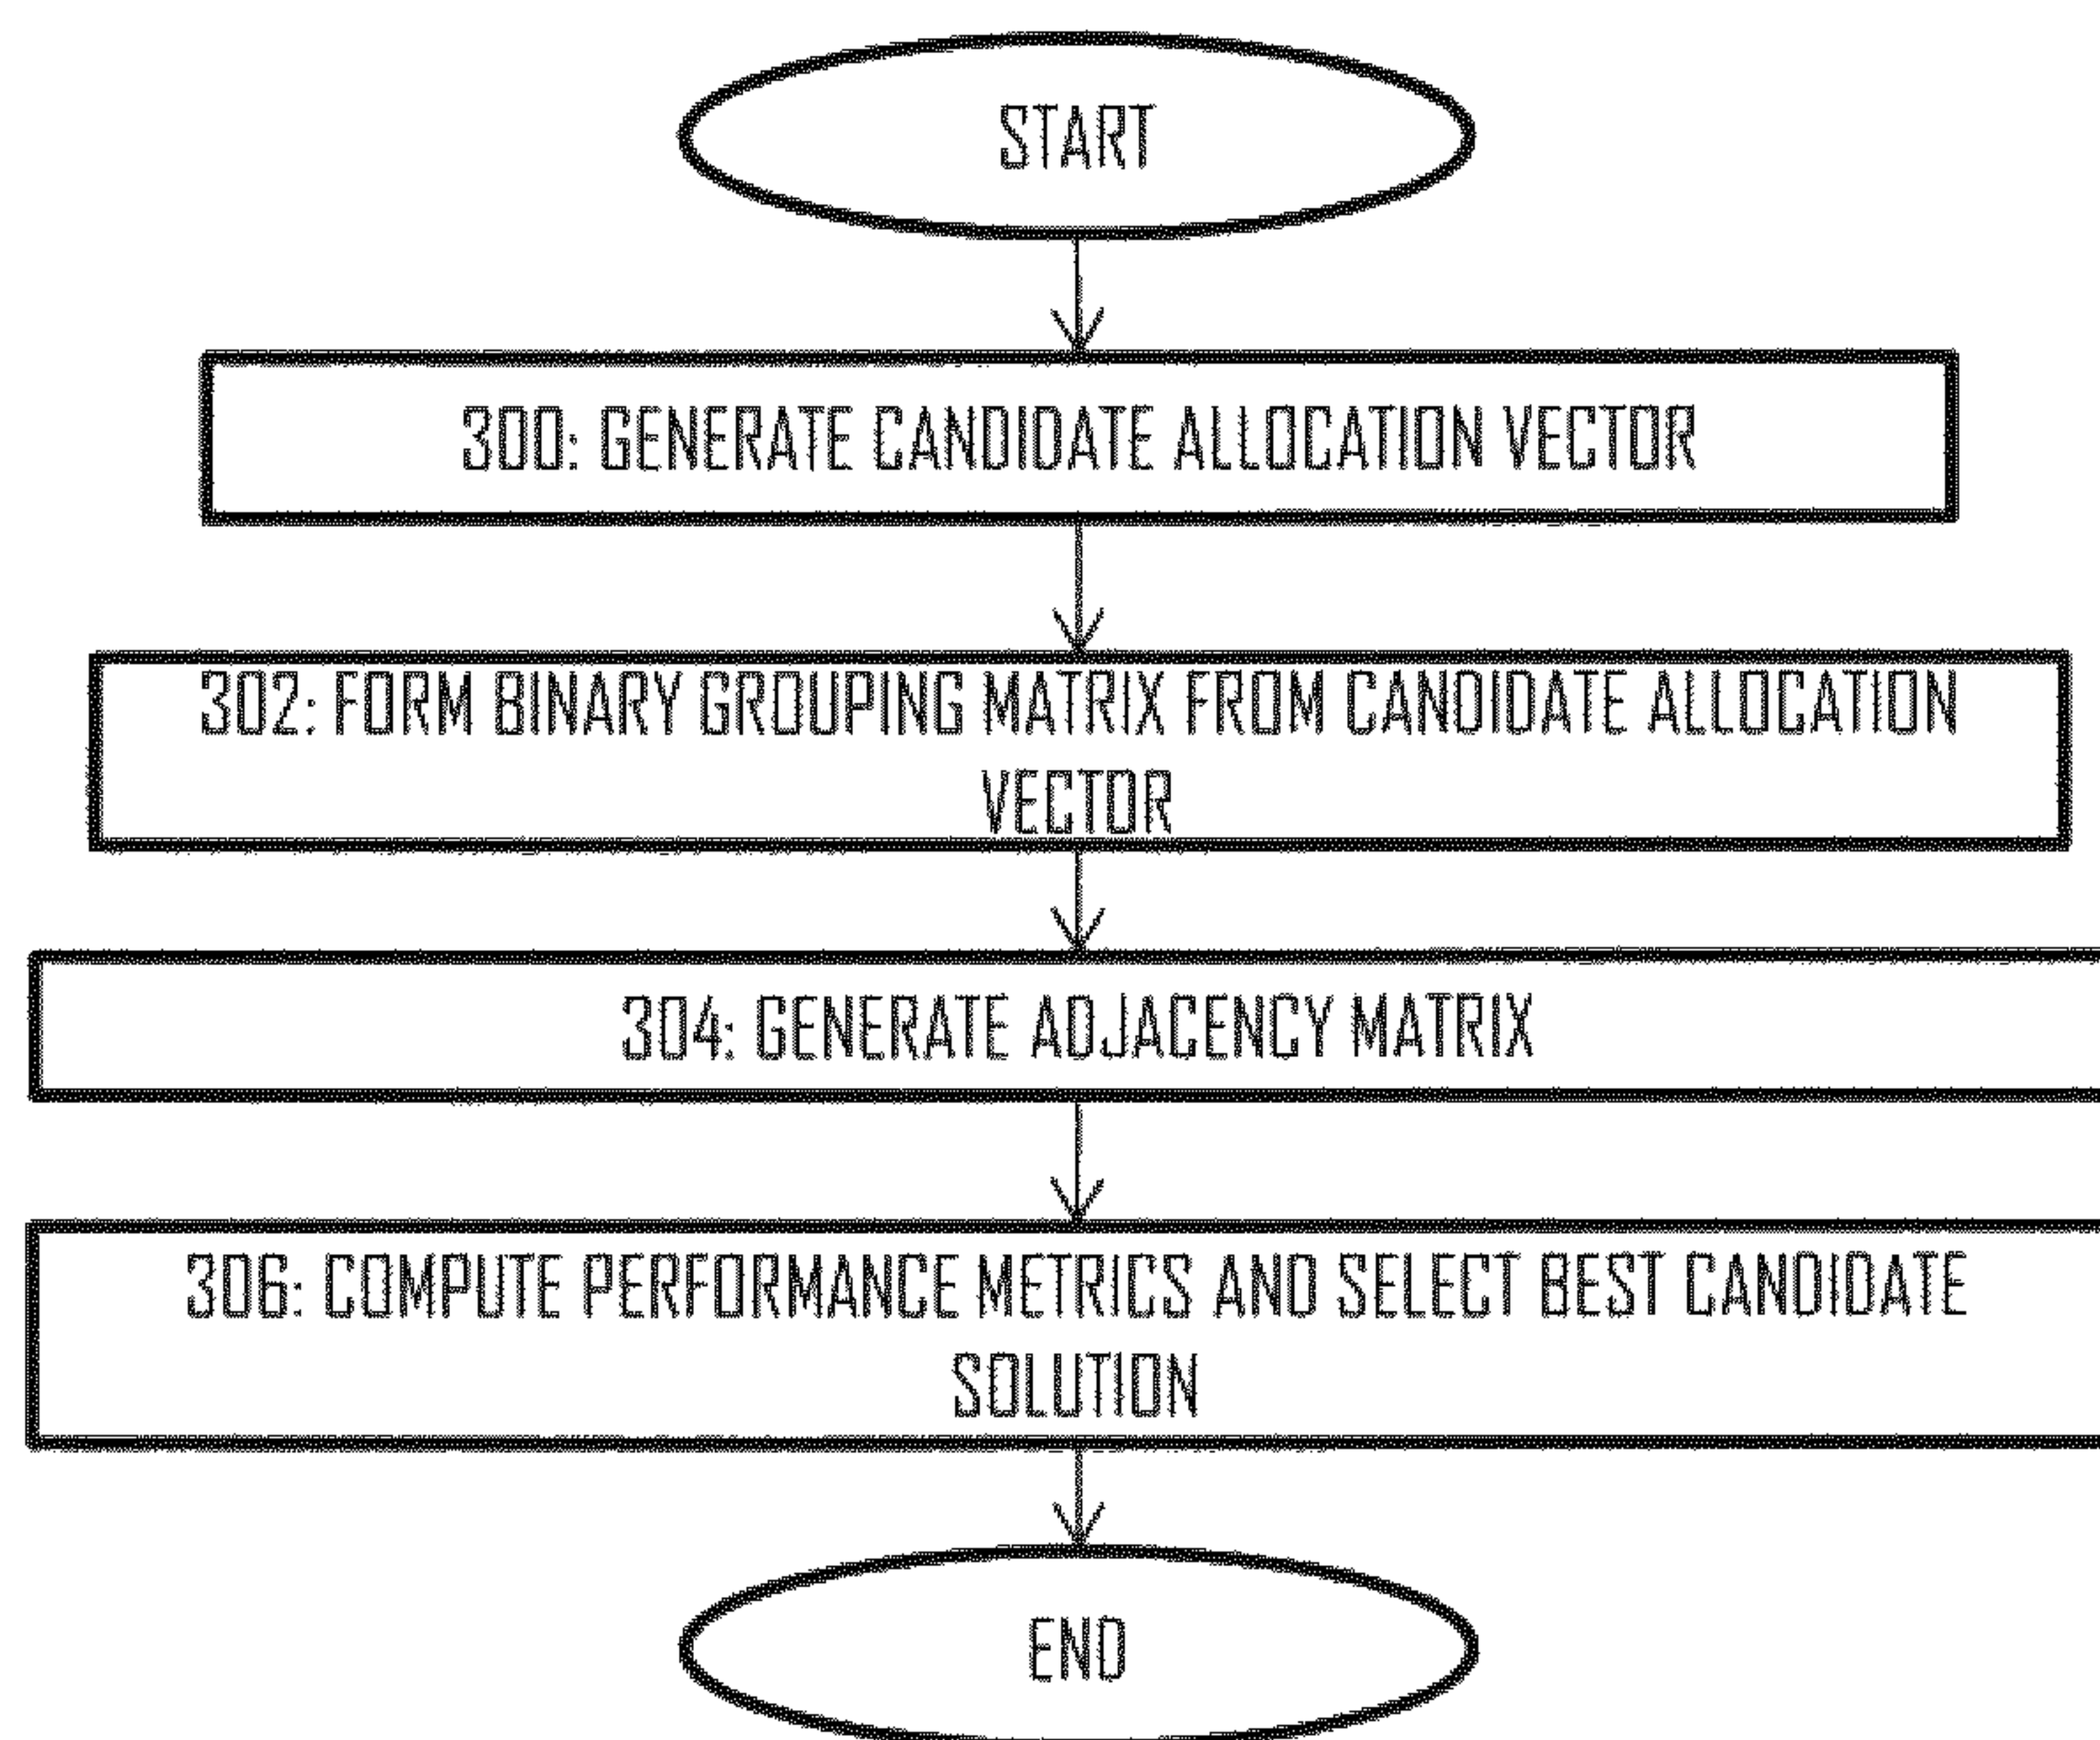 START
300: GENERATE CANDIDATE ALLOCATION VECTOR
302: FORM BINARY GROUPING MATRIX FROM CANDIDATE ALLOCATION
VECTOR
304: GENERATE ADJACENCY MATRIX
306: COMPUTE PERFORMANCE METRICS AND SELECT BEST CANDIDATE
SOLUTION
END